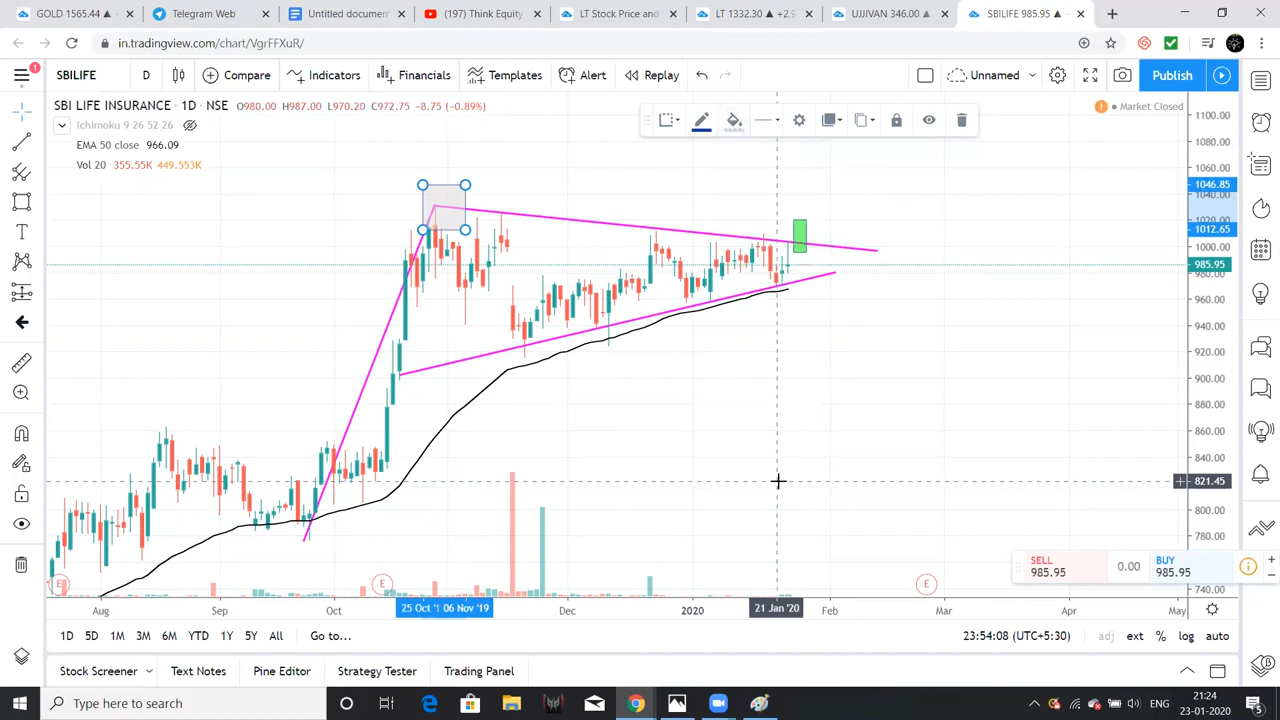 GOLD 1565.44
Telegram Web
Untitled document
(157) Think Equity
LT Stock Price and
LT 1332.30 +2.9
UJJIVAN 346.00
SBILIFE 985.95
in.tradingview.com/chart/VgrFFXuR/
1
SBILIFE D Compare Indicators Financials Templates Alert Replay Unnamed Publish
SBI LIFE INSURANCE · 1D · NSE O980.00 H987.00 L970.20 C972.75 -8.75 (-0.89%)
Market Closed
Ichimoku 9 26 52 26
EMA 50 close 966.09
Vol 20 355.55K 449.553K
1100.00
1080.00
1060.00
1046.85
1040.00
1020.00
1012.65
1000.00
985.95
980.00
960.00
940.00
920.00
900.00
880.00
860.00
840.00
821.45
800.00
780.00
740.00
SELL
985.95
0.00
BUY
985.95
E E E
Aug Sep Oct 25 Oct '1 06 Nov '19 Dec 2020 21 Jan '20 Feb Mar Apr May
1D 5D 1M 3M 6M YTD 1Y 5Y All Go to... 23:54:08 (UTC+5:30) adj ext % log auto
Stock Screener Text Notes Pine Editor Strategy Tester Trading Panel
Type here to search
21:24
23-01-2020
5